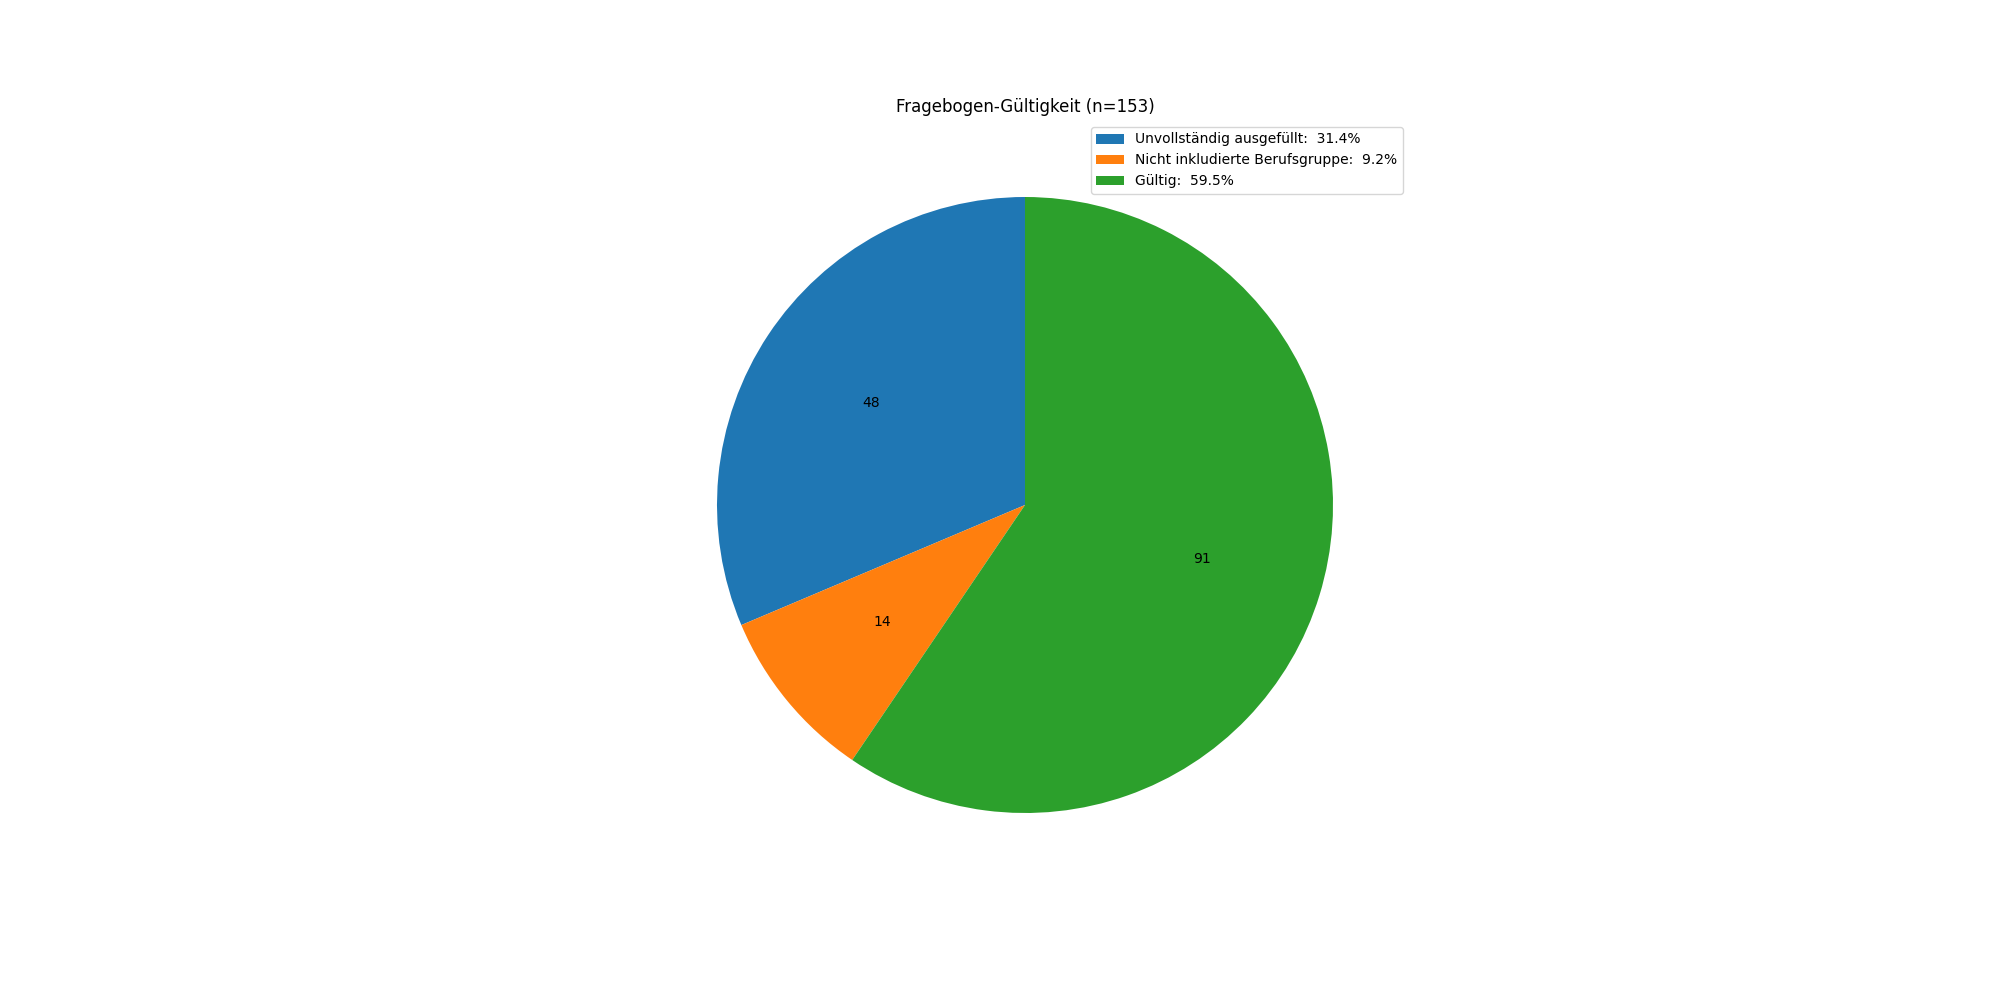 Fragebogen-Gültigkeit (n=153)
Unvollständig ausgefüllt:  31.4%
Nicht inkludierte Berufsgruppe:  9.2%
Gültig:  59.5%
48
91
14